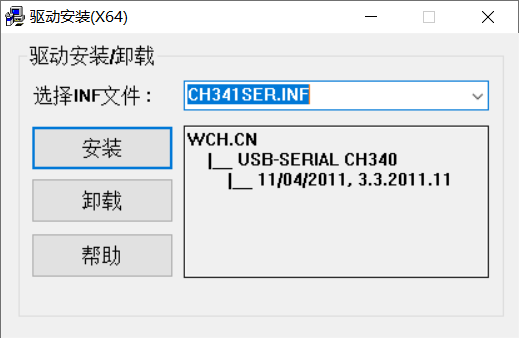 驱动安装(X64)
驱动安装/卸载
选择INF文件：
CH341SER.INF
安装
卸载
帮助
WCH.CN
|__ USB-SERIAL CH340
|__ 11/04/2011, 3.3.2011.11